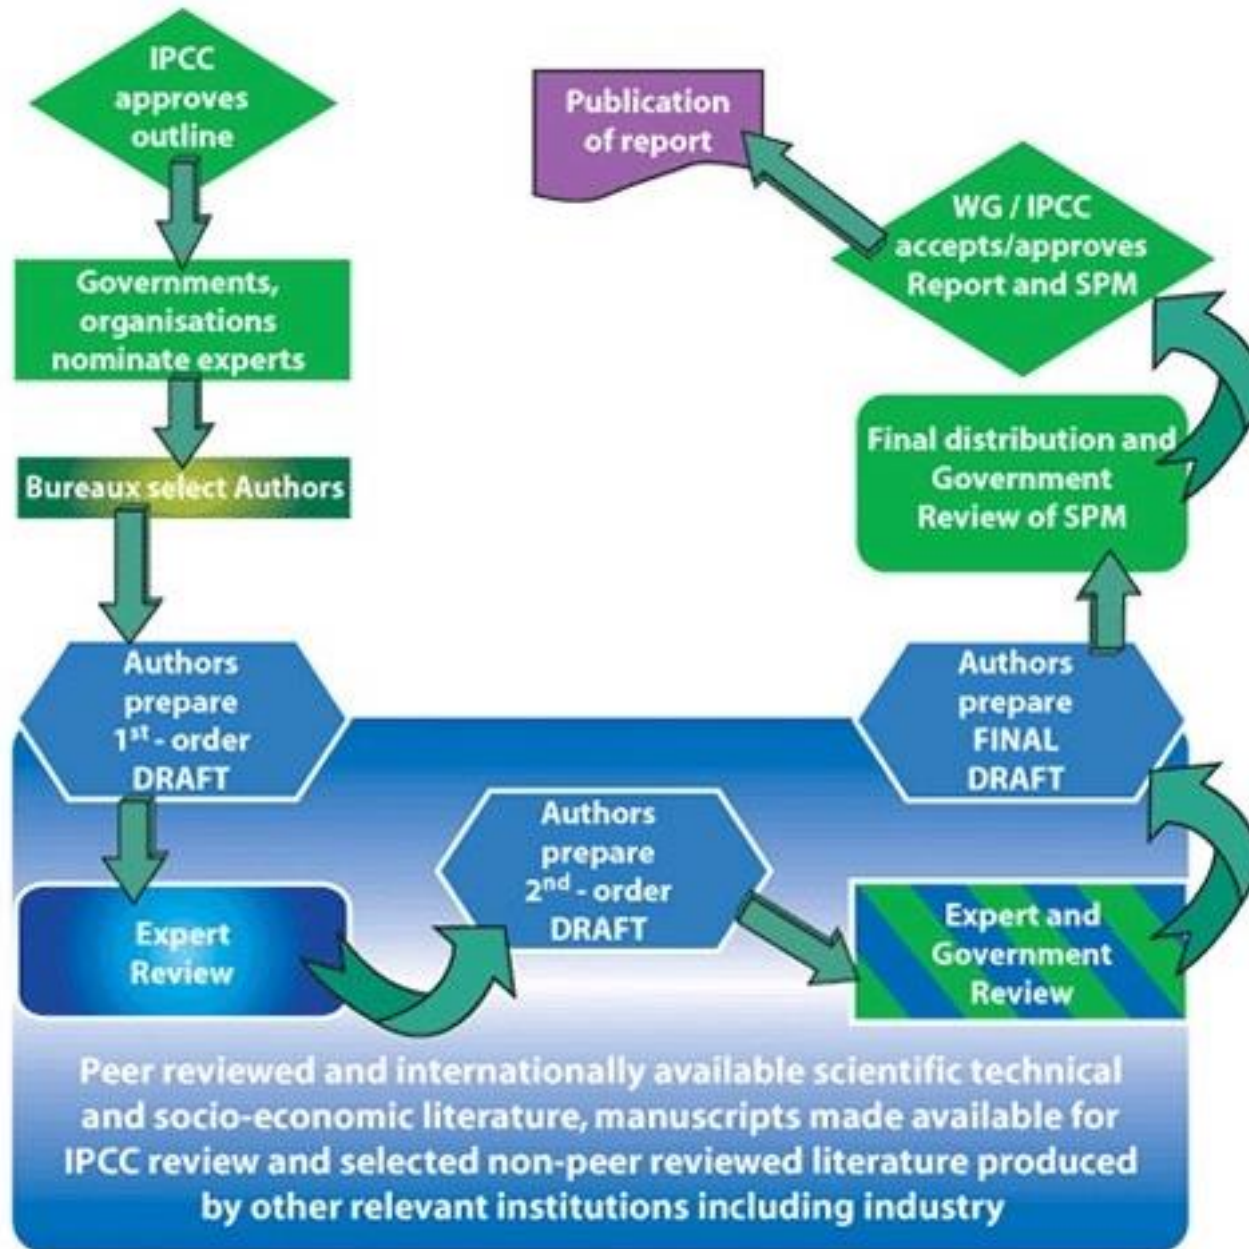 IPCC
approves
outline
Governments,
organisations
nominate experts
Bureaux select Authors
Authors
prepare
1st - order
DRAFT
Expert
Review
Authors
prepare
2nd - order
DRAFT
Expert and
Government
Review
Authors
prepare
FINAL
DRAFT
Final distribution and
Government
Review of SPM
WG / IPCC
accepts/approves
Report and SPM
Publication
of report
Peer reviewed and internationally available scientific technical
and socio-economic literature, manuscripts made available for
IPCC review and selected non-peer reviewed literature produced
by other relevant institutions including industry